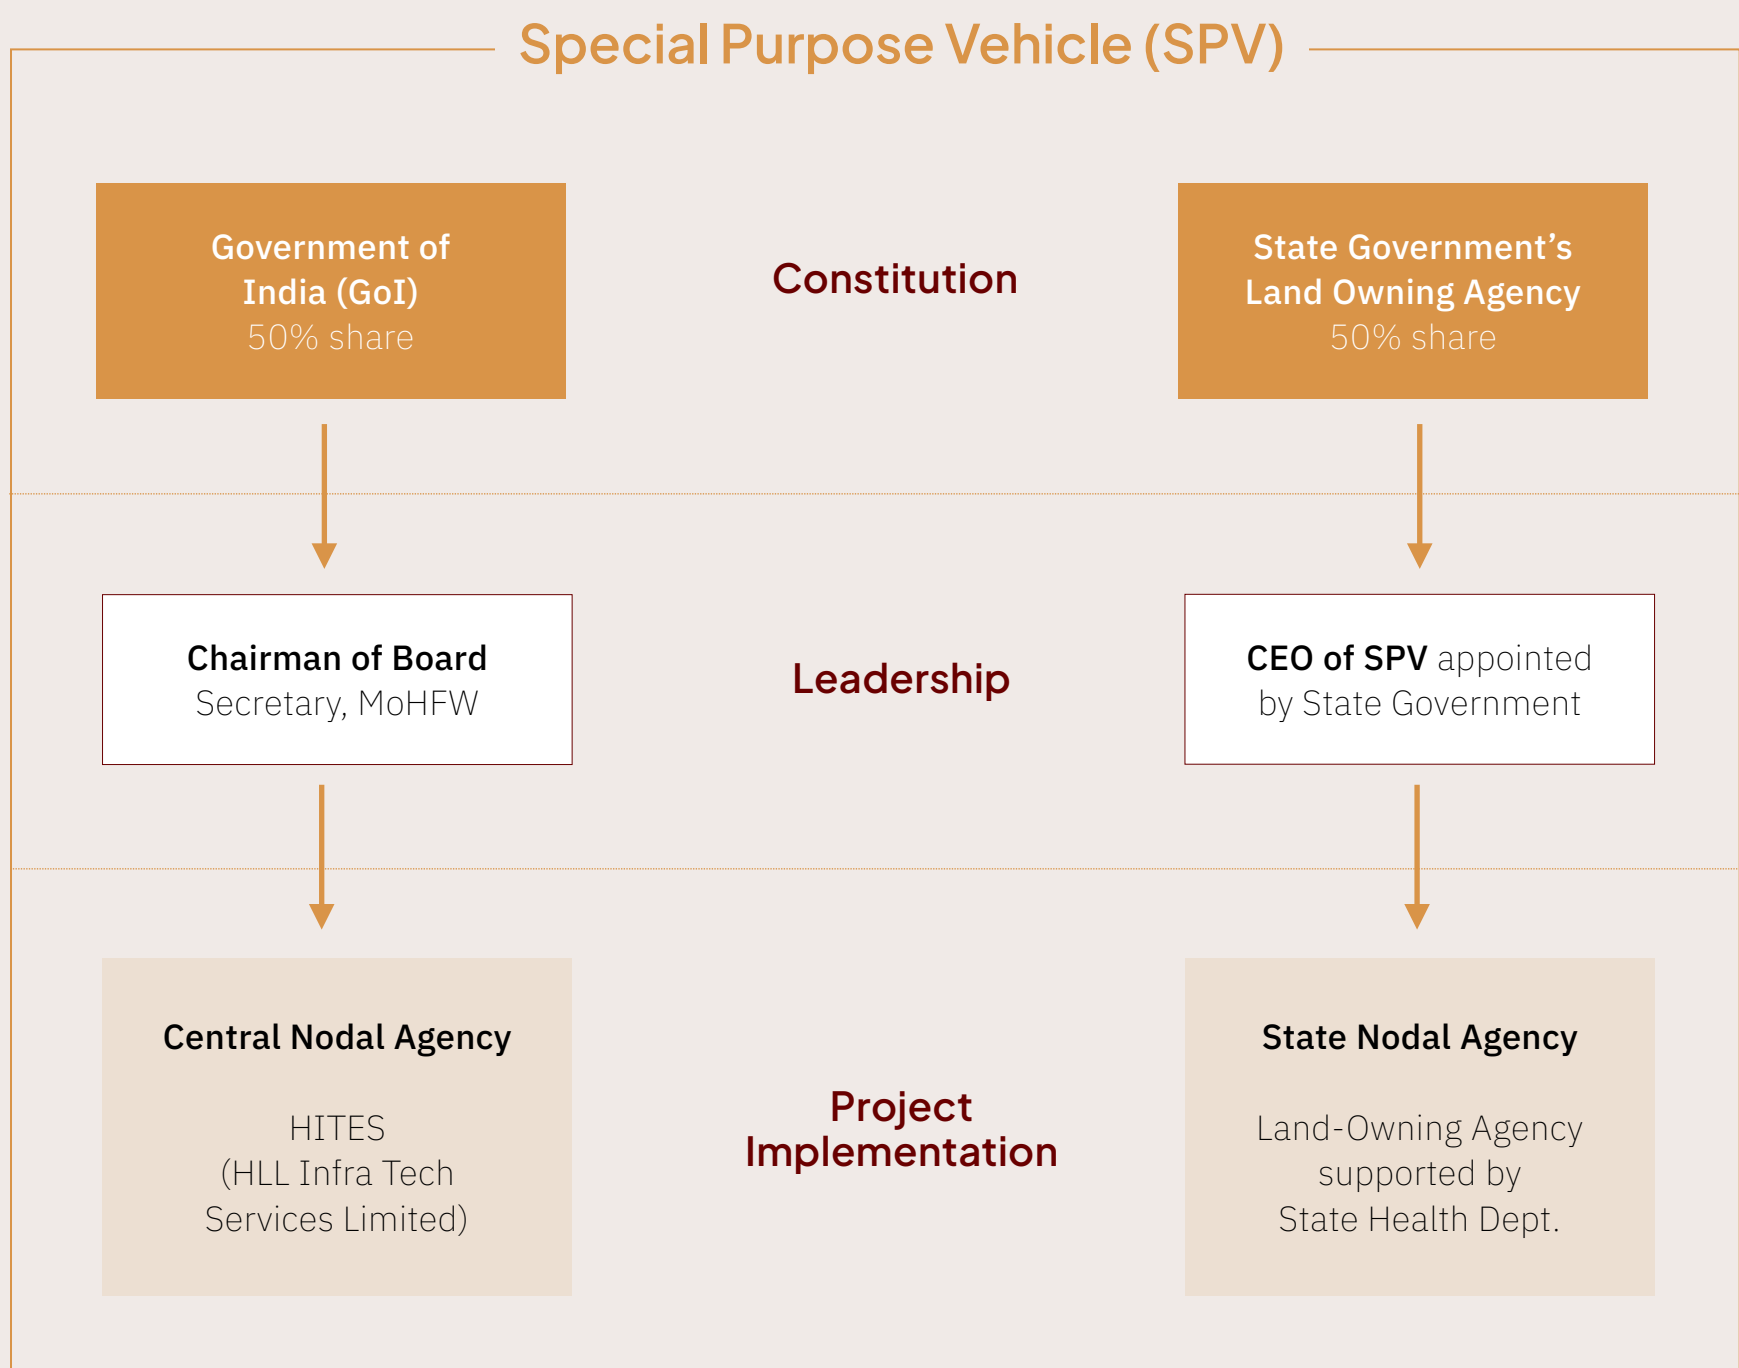 Special Purpose Vehicle (SPV)
Government of
India (GoI)
50% share
Constitution
State Government’s
Land Owning Agency
50% share
Chairman of Board
Secretary, MoHFW
Leadership
CEO of SPV appointed
by State Government
Central Nodal Agency
HITES
(HLL Infra Tech
Services Limited)
Project
Implementation
State Nodal Agency
Land-Owning Agency
supported by
State Health Dept.